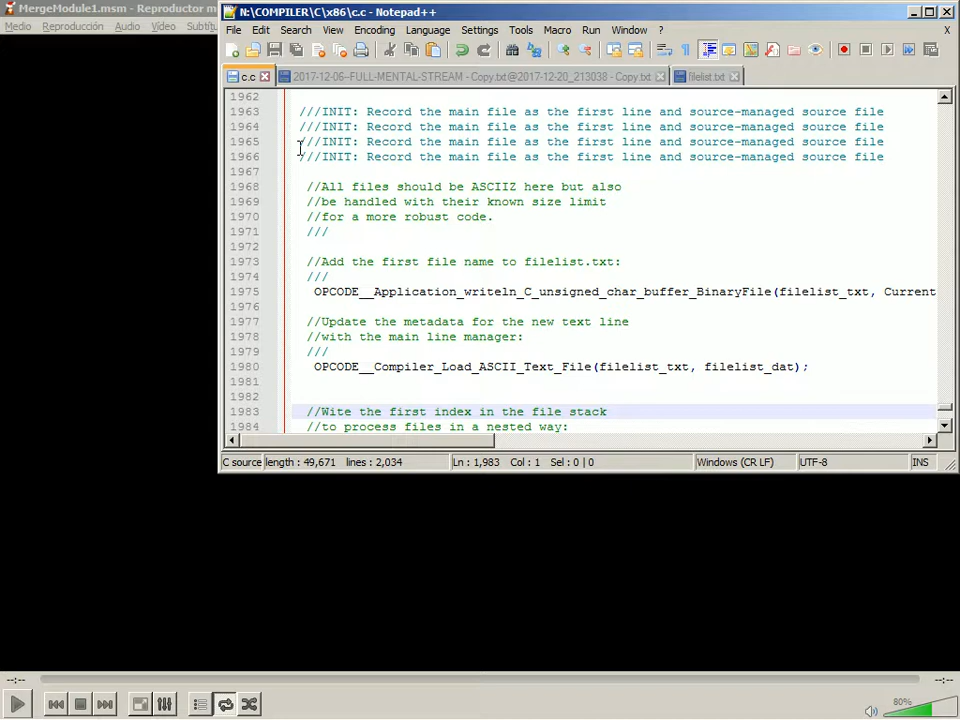 MergeModule1.msm - Reproductor m
Medio Reproducción Audio Vídeo Subtít
N:\COMPILER\C\x86\c.c - Notepad++
File Edit Search View Encoding Language Settings Tools Macro Run Window ? X
c.c 2017-12-06--FULL-MENTAL-STREAM - Copy.txt@2017-12-20_213038 - Copy.txt filelist.txt
1962
1963 ///INIT: Record the main file as the first line and source-managed source file
1964 ///INIT: Record the main file as the first line and source-managed source file
1965 ///INIT: Record the main file as the first line and source-managed source file
1966 ///INIT: Record the main file as the first line and source-managed source file
1967
1968 //All files should be ASCIIZ here but also
1969 //be handled with their known size limit
1970 //for a more robust code.
1971 ///
1972
1973 //Add the first file name to filelist.txt:
1974 ///
1975 OPCODE__Application_writeln_C_unsigned_char_buffer_BinaryFile(filelist_txt, Current
1976
1977 //Update the metadata for the new text line
1978 //with the main line manager:
1979 ///
1980 OPCODE__Compiler_Load_ASCII_Text_File(filelist_txt, filelist_dat);
1981
1982
1983 //Wite the first index in the file stack
1984 //to process files in a nested way:
C source length : 49,671 lines : 2,034 Ln : 1,983 Col : 1 Sel : 0 | 0 Windows (CR LF) UTF-8 INS
--:-- --:--
80%